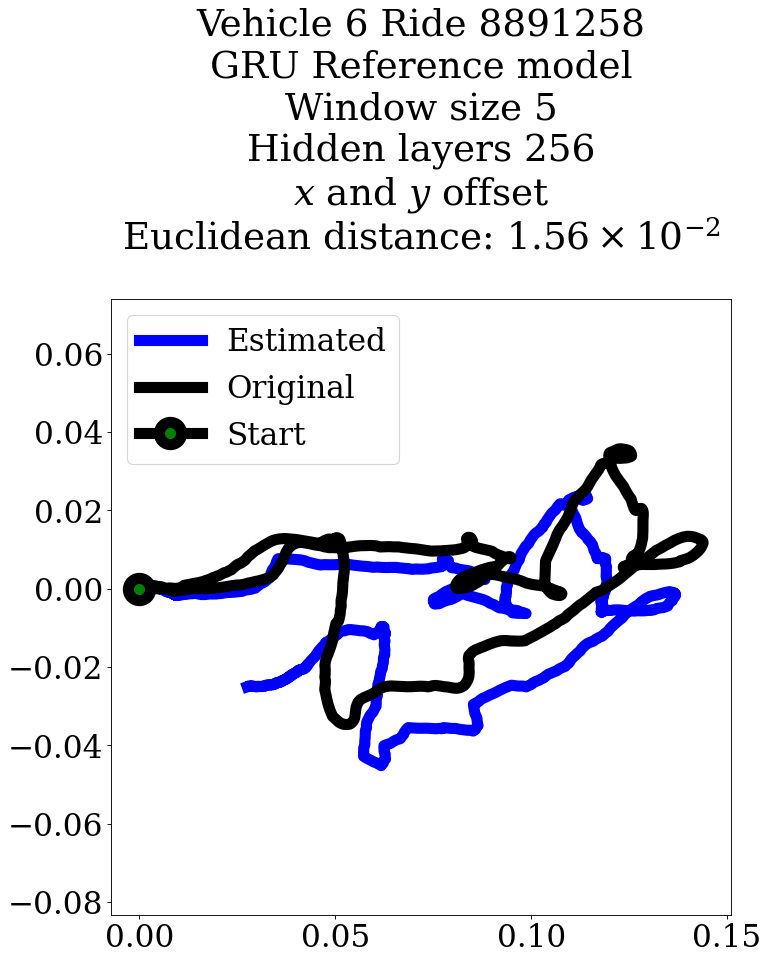 Vehicle 6 Ride 8891258
GRU Reference model
Window size 5
Hidden layers 256
x and y offset
Euclidean distance: 1.56 × 10⁻²
Estimated
Original
Start
0.06
0.04
0.02
0.00
−0.02
−0.04
−0.06
−0.08
0.00 0.05 0.10 0.15